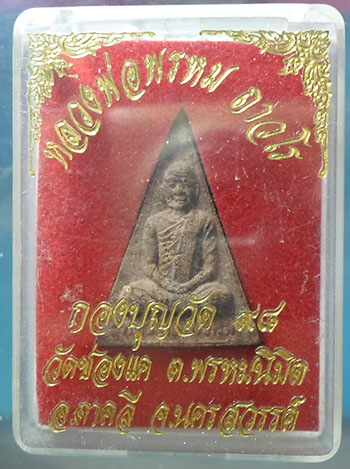 หลวงพ่อพรหม ถาวโร
ถองบุญวัด ๙๘
วัดช่องแค ต.พรหมนิมิต
อ.ตาคลี จ.นครสวรรค์